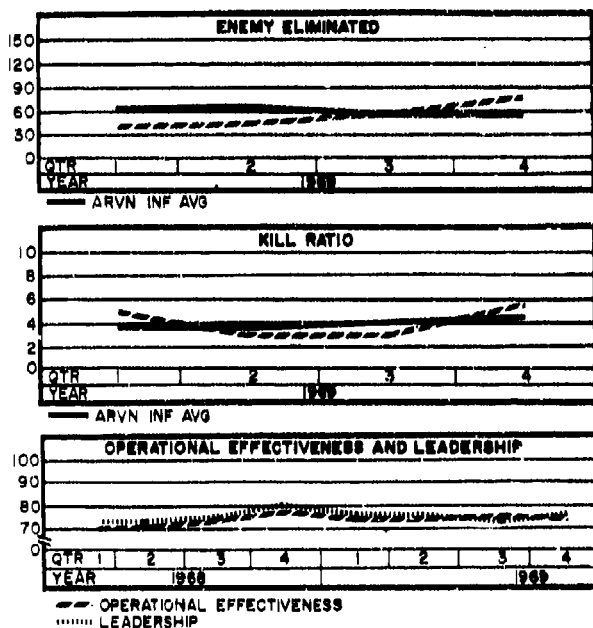 ENEMY ELIMINATED
150
120
90
60
30
0
QTR 2 3 4
YEAR 1969
ARVN INF AVG
KILL RATIO
10
8
6
4
2
0
QTR 2 3 4
YEAR 1969
ARVN INF AVG
OPERATIONAL EFFECTIVENESS AND LEADERSHIP
100
90
80
70
0
QTR 1 2 3 4 1 2 3 4
YEAR 1968 1969
OPERATIONAL EFFECTIVENESS
LEADERSHIP